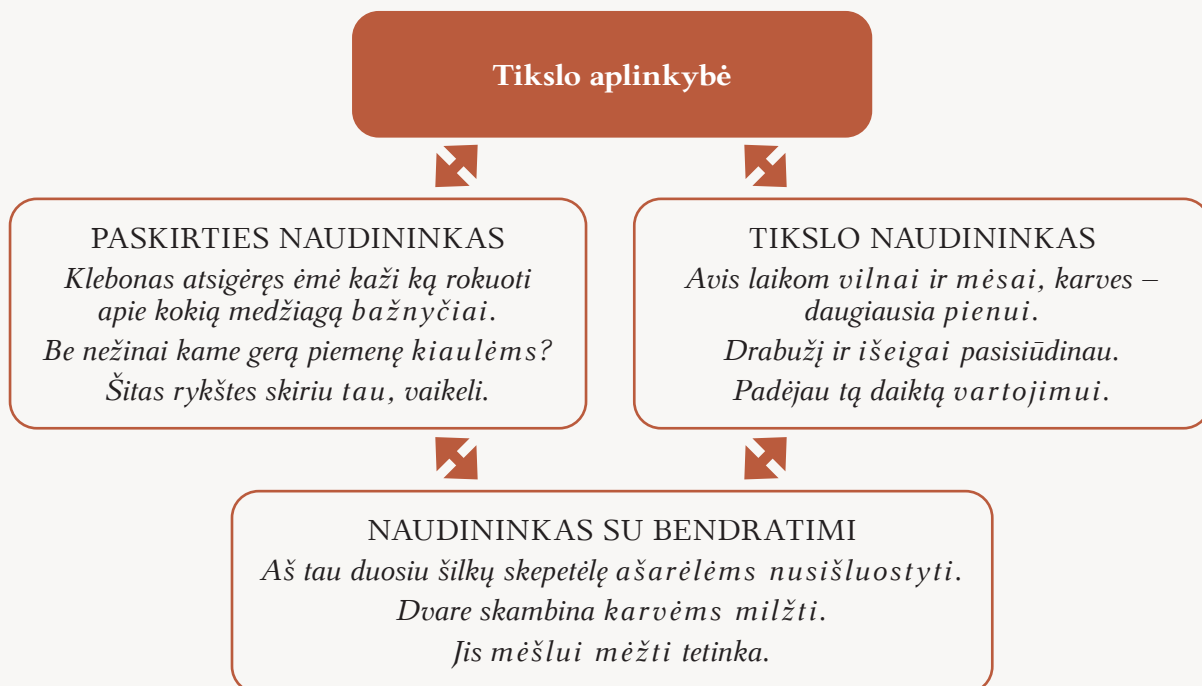 Tikslo aplinkybė
PASKIRTIES NAUDININKAS
Klebonas atsigėręs ėmė kaži ką rokuoti
apie kokią medžiagą bažnyčiai.
Be nežinai kame gerą piemenę kiaulėms?
Šitas rykštes skiriu tau, vaikeli.
TIKSLO NAUDININKAS
Avis laikom vilnai ir mėsai, karves –
daugiausia pienui.
Drabužį ir išeigai pasisiūdinau.
Padėjau tą daiktą vartojimui.
NAUDININKAS SU BENDRATIMI
Aš tau duosiu šilkų skepetėlę ašarėlėms nusišluostyti.
Dvare skambina karvėms milžti.
Jis mėšlui mėžti tetinka.